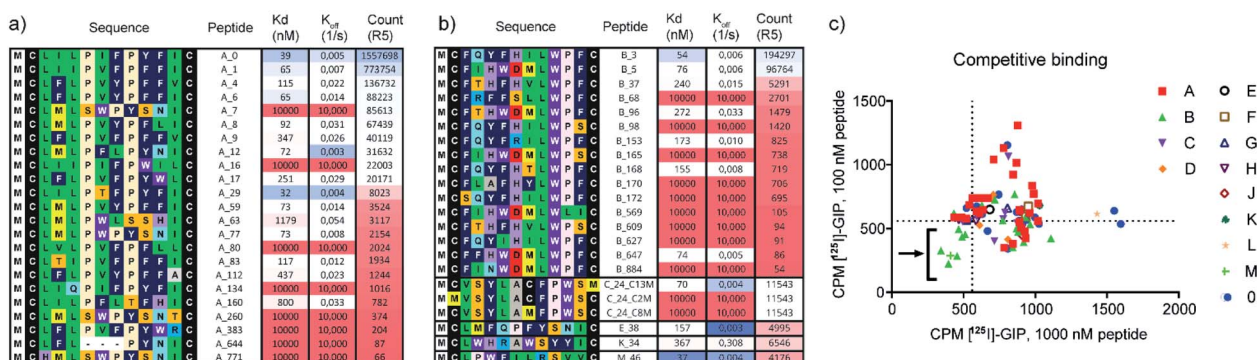 a)
Sequence Peptide Kd (nM) Koff (1/s) Count (R5)
M C L I L P I F P Y F I C A_0 39 0,005 1557698
M C L I L P V F P Y F I C A_1 65 0,007 773754
M C L F L P V Y P F F V C A_4 115 0,022 136732
M C L F L P V Y P F F I C A_6 65 0,014 88223
M C L M L S W P Y S N I C A_7 10000 10,000 85613
M C L M L P V Y P F L I C A_8 92 0,031 67439
M C L M L P V F P F F V C A_9 347 0,026 40119
M C L M L P F L P Y N I C A_12 72 0,003 31632
M C L I L P I F P W I L C A_16 10000 10,000 22003
M C L M L P V F P Y W L C A_17 251 0,029 20171
M C L I L P T F P Y F I C A_29 32 0,004 8023
M C L M L P V F P Y F I C A_59 73 0,014 3524
M C L M L P W L S S H I C A_63 1179 0,054 3117
M C L M L P W P Y S N I C A_77 73 0,008 2154
M C L V L P V F P F L L C A_80 10000 10,000 2024
M C L T I P V F P Y F I C A_83 112 0,012 1934
M C L F L P V Y P F F A C A_112 437 0,023 1244
M C L I Q P I F P Y F I C A_134 10000 10,000 1016
M C L I L P F L T F H I C A_160 800 0,033 782
M C L M L S W P Y S N T C A_260 10000 10,000 374
M C L F L P V F P Y W R C A_383 10000 10,000 204
M C L F L - - - P Y N I C A_644 10000 10,000 87
M C H M L S W P Y S N I C A_771 10000 10,000 66
b)
Sequence Peptide Kd (nM) Koff (1/s) Count (R5)
M C F Q Y F H I L W P F C B_3 54 0,006 194297
M C F I H W D M L W P F C B_5 76 0,006 96764
M C F T H F H V L W P F C B_37 240 0,015 5291
M C F R F F S L L W P F C B_68 10000 10,000 2701
M C F T H W D M L W P F C B_96 272 0,033 1479
M C F Q Y F H I L W P S C B_98 10000 10,000 1420
M C F Q Y F R I L W P F C B_153 173 0,010 825
M C F I H W D M L W P S C B_165 10000 10,000 738
M C F Q Y F H T L W P F C B_168 155 0,008 719
M C F L A F H Y L W P F C B_170 10000 10,000 706
M C S Q Y F H I L W P F C B_172 10000 10,000 695
M C F I H W D M L W L I C B_569 10000 10,000 105
M C F T H F H F L W P S C B_609 10000 10,000 94
M C F Q Y F H I L W Q F C B_627 10000 10,000 91
M C F I H F D M L W P F C B_647 74 0,005 86
M C F I N W D M L W P F C B_884 10000 10,000 54
M C V S Y L A C F P W S M C_24_C13M 70 0,004 11543
M M V S Y L A C F P W S C C_24_C2M 10000 10,000 11543
M C V S Y L A M F P W S C C_24_C8M 10000 10,000 11543
M C M F Q P F Y S N I C E_38 157 0,003 4995
M C L W H R A W S Y Y I C K_34 367 0,308 6546
M C L P W F I L R S V V C M_46 37 0,004 4176
c)
Competitive binding
CPM [¹²⁵I]-GIP, 100 nM peptide
1500
1000
500
0
0 500 1000 1500 2000
CPM [¹²⁵I]-GIP, 1000 nM peptide
A E
B F
C G
D H
J
K
L
M
0